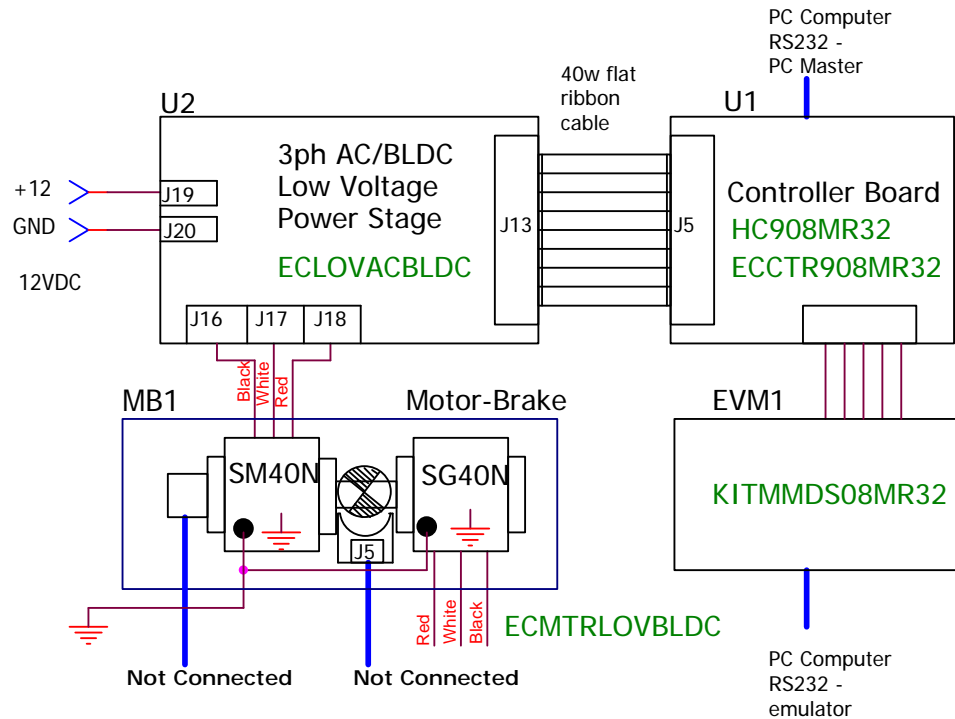 PC Computer
RS232 -
PC Master
40w flat
ribbon
cable
U2
U1
3ph AC/BLDC
Low Voltage
Power Stage
ECLOVACBLDC
+12
J19
GND
J20
12VDC
J13
J5
Controller Board
HC908MR32
ECCTR908MR32
J16
J17
J18
Black
White
Red
MB1
Motor-Brake
EVM1
SM40N
SG40N
J5
KITMMDS08MR32
Red
White
Black
ECMTRLOVBLDC
Not Connected
Not Connected
PC Computer
RS232 -
emulator